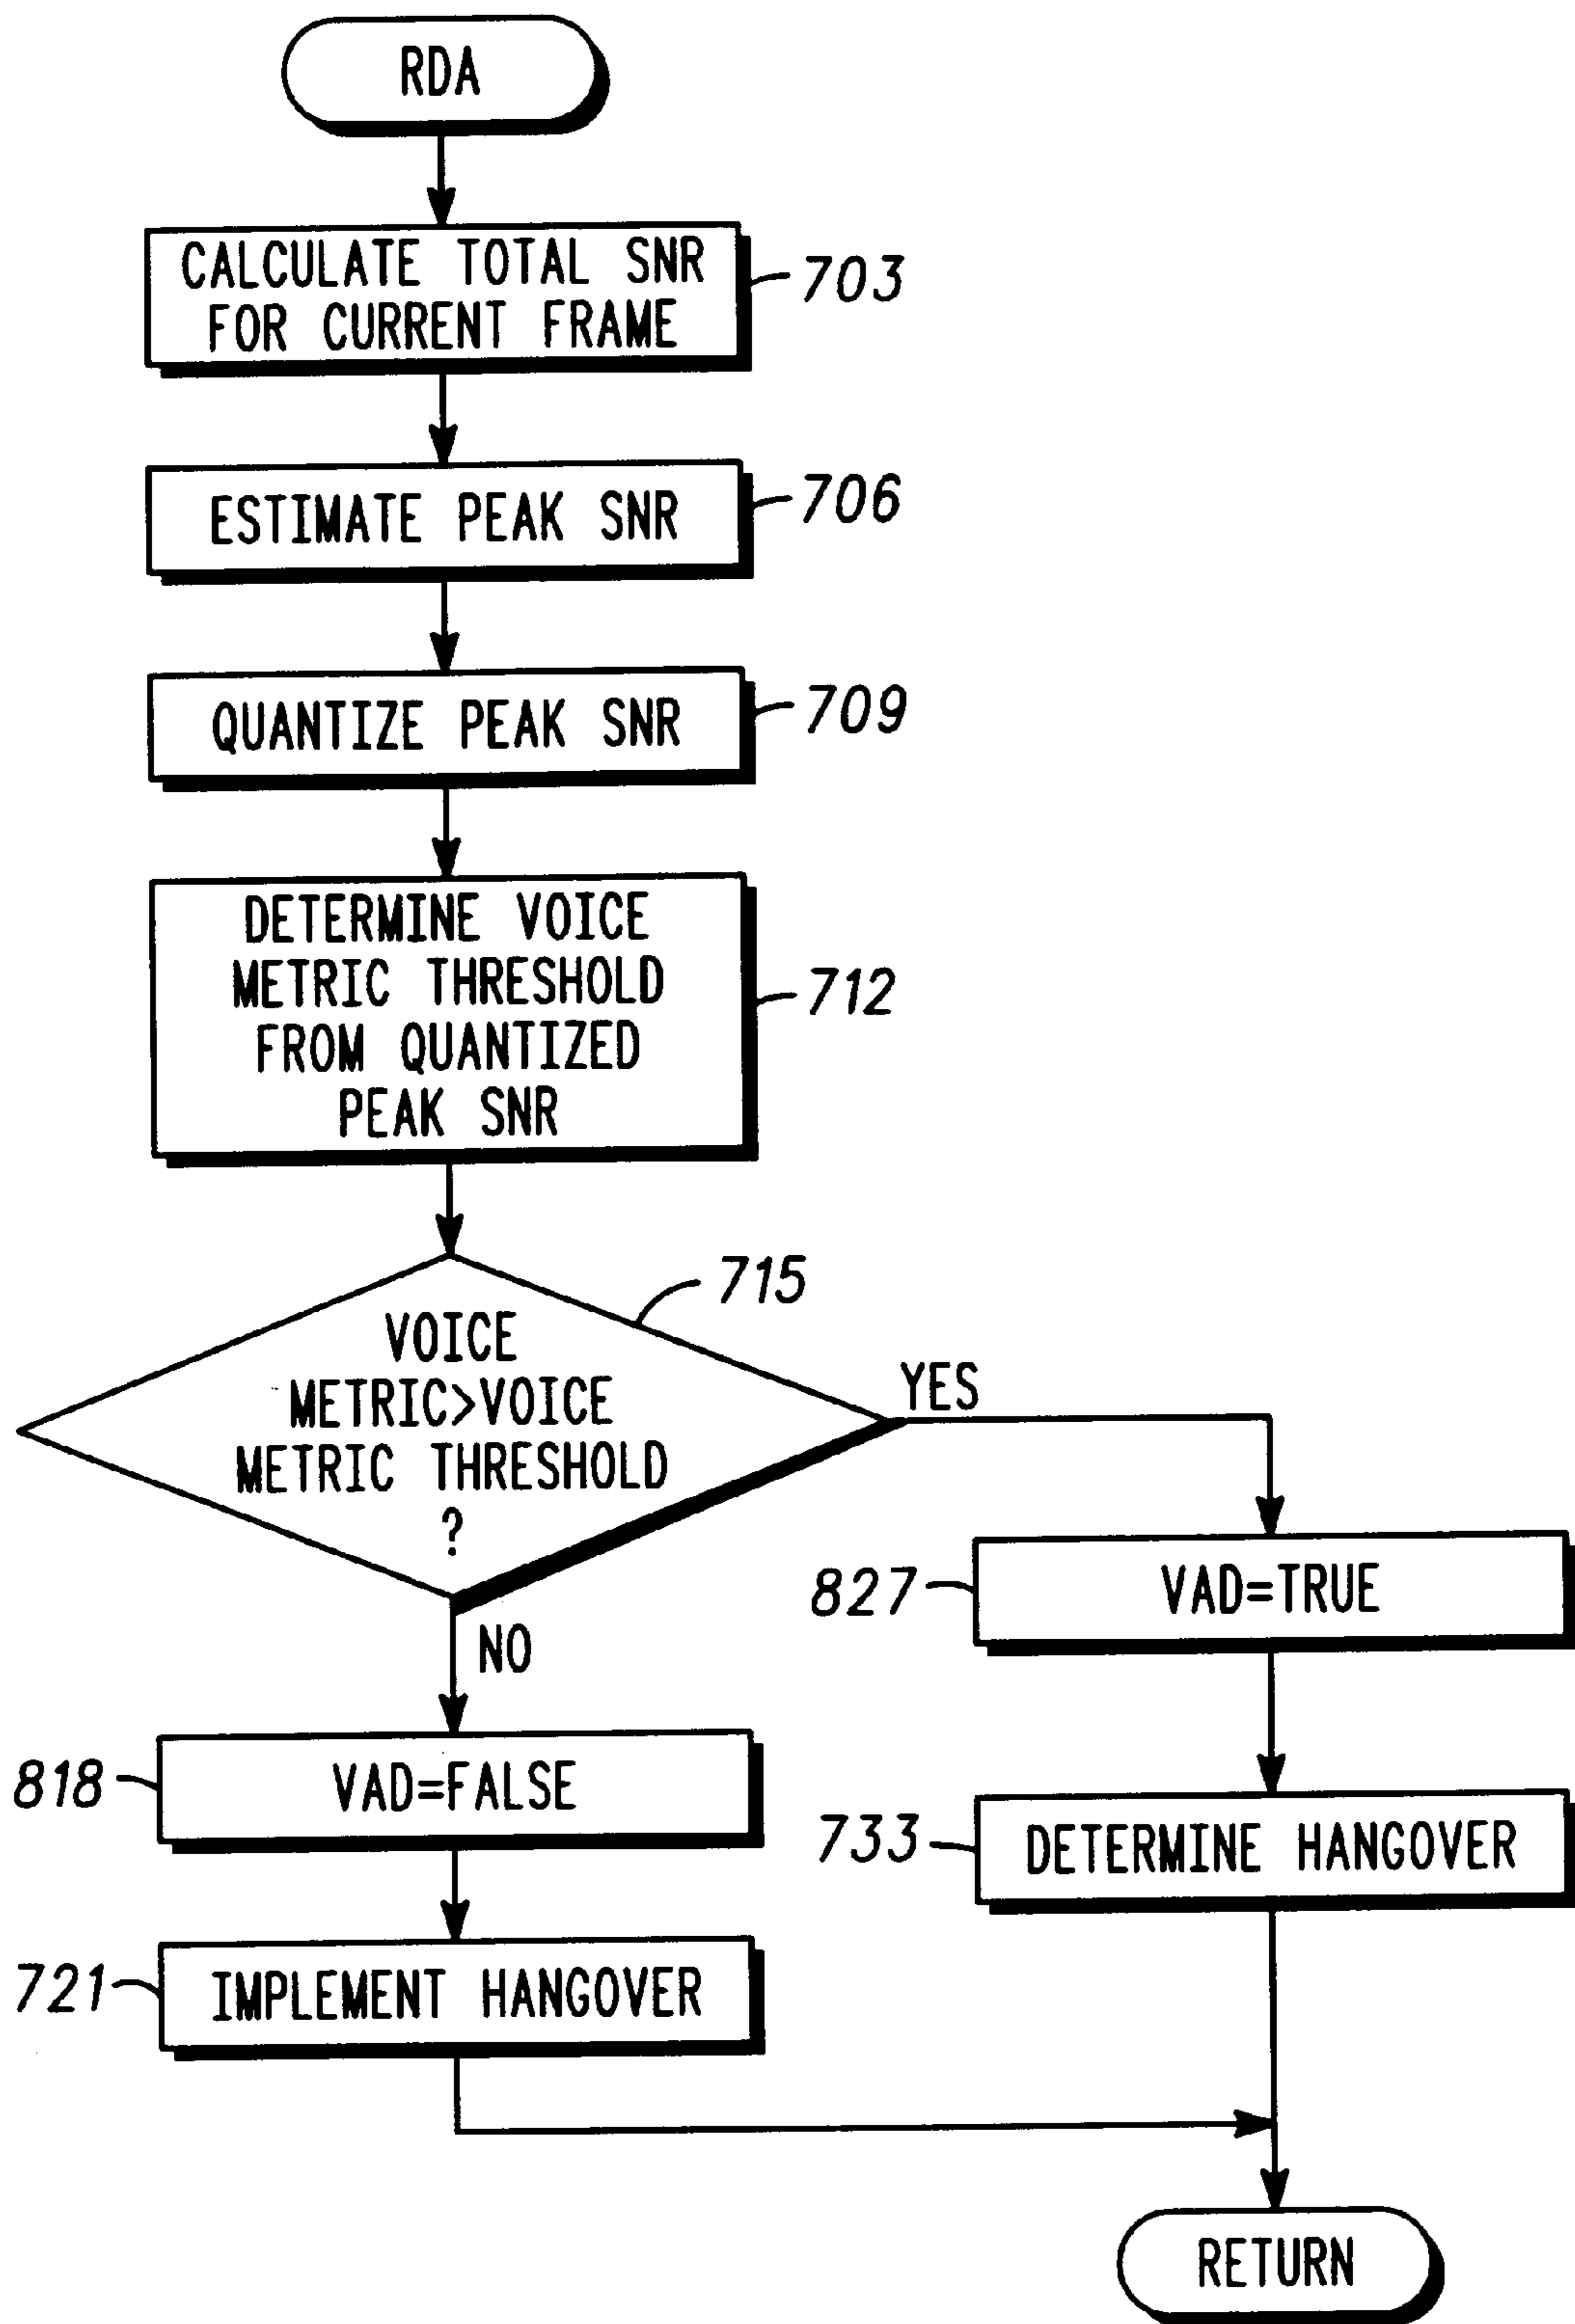 RDA
CALCULATE TOTAL SNR
FOR CURRENT FRAME
703
ESTIMATE PEAK SNR
706
QUANTIZE PEAK SNR
709
DETERMINE VOICE
METRIC THRESHOLD
FROM QUANTIZED
PEAK SNR
712
715
VOICE
METRIC>VOICE
METRIC THRESHOLD
?
YES
NO
827
VAD=TRUE
818
VAD=FALSE
733
DETERMINE HANGOVER
721
IMPLEMENT HANGOVER
RETURN